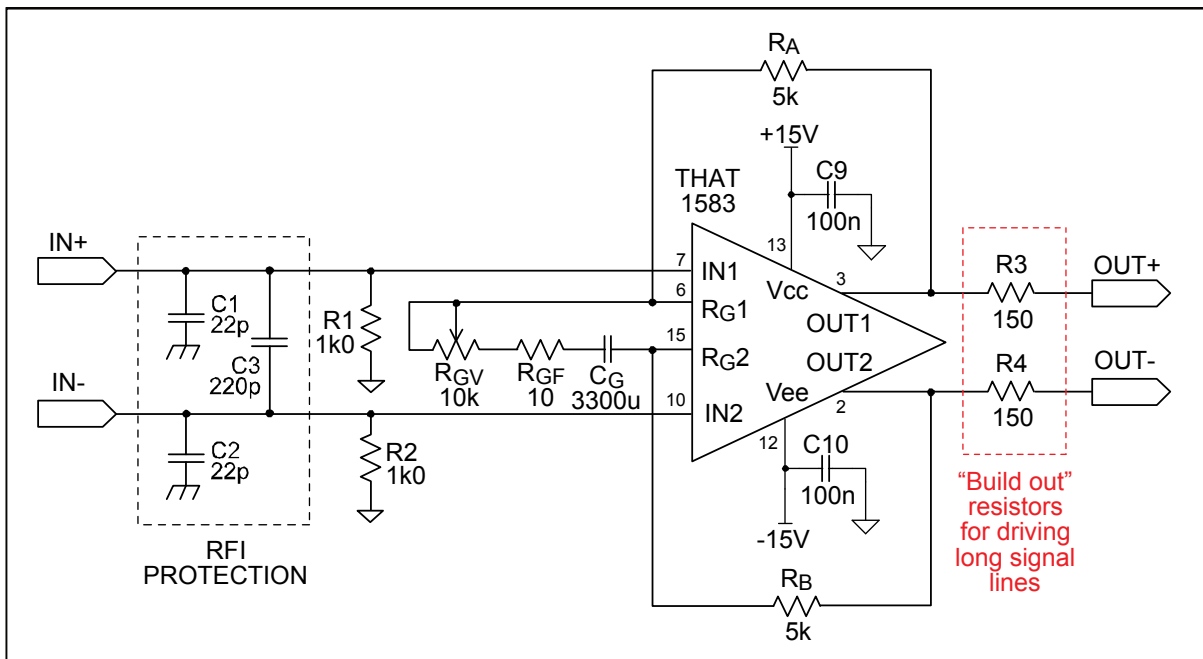 RA
5k
+15V
C9
100n
THAT
1583
13
IN+
7
IN1
Vcc
3
R3
OUT+
6
RG1
C1
22p
R1
1k0
OUT1
150
15
RG2
C3
220p
RGV
10k
RGF
10
CG
3300u
OUT2
R4
OUT-
IN-
10
IN2
Vee
2
150
12
C2
22p
R2
1k0
C10
100n
-15V
RFI
PROTECTION
“Build out”
resistors
for driving
long signal
lines
RB
5k